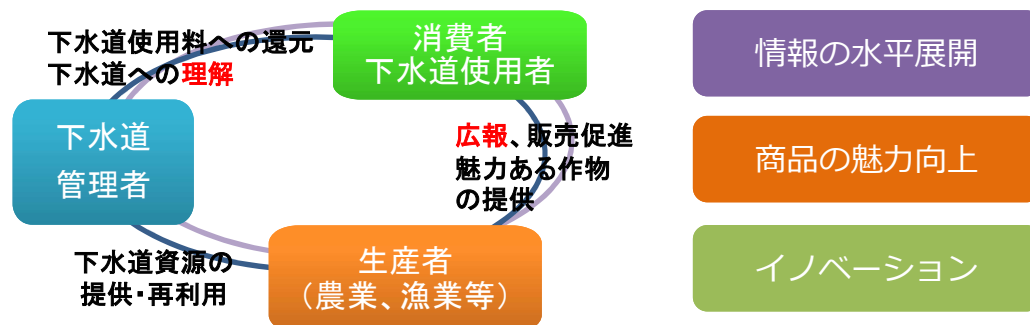 下水道使用料への還元
下水道への理解
消費者
下水道使用者
下水道
管理者
広報、販売促進
魅力ある作物
の提供
下水道資源の
提供・再利用
生産者
(農業、漁業等)
情報の水平展開
商品の魅力向上
イノベーション